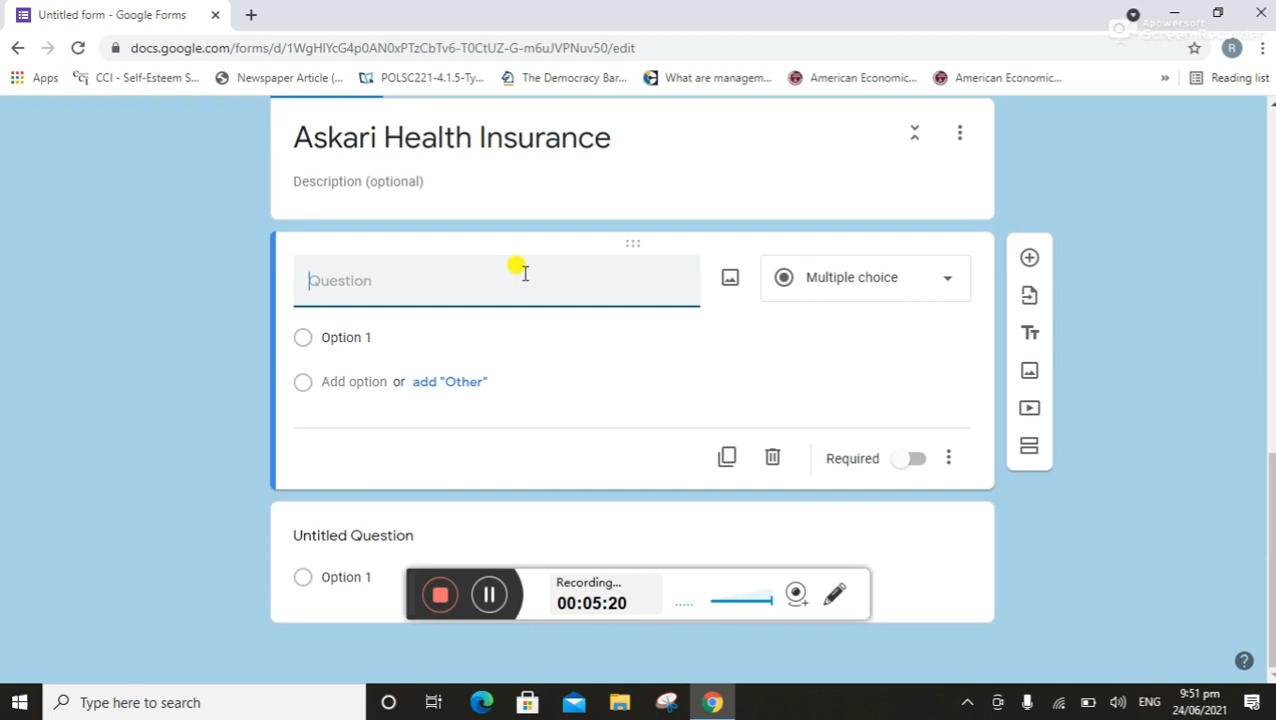 Untitled form - Google Forms
Apowersoft
Screen Recorder
docs.google.com/forms/d/1WgHIYcG4p0AN0xPTzCbTv6-T0CtUZ-G-m6uJVPNuv50/edit
R
Apps
CCI - Self-Esteem S...
Newspaper Article (...
POLSC221-4.1.5-Ty...
The Democracy Bar...
What are managem...
American Economic...
American Economic...
»
Reading list
Askari Health Insurance
Description (optional)
Question
Multiple choice
Option 1
Add option or add "Other"
Required
Untitled Question
Option 1
Recording...
00:05:20
Type here to search
ENG
9:51 pm
24/06/2021